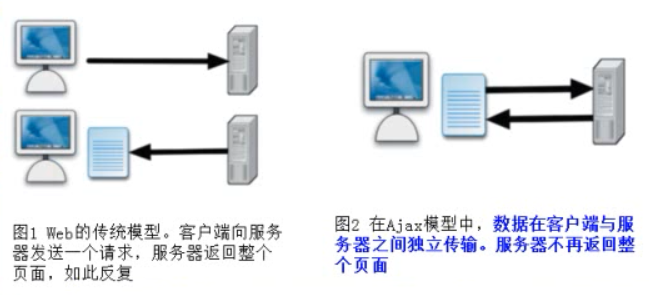 图1 Web的传统模型。客户端向服务
器发送一个请求，服务器返回整个
页面，如此反复
图2 在Ajax模型中，数据在客户端与服
务器之间独立传输。服务器不再返回整
个页面